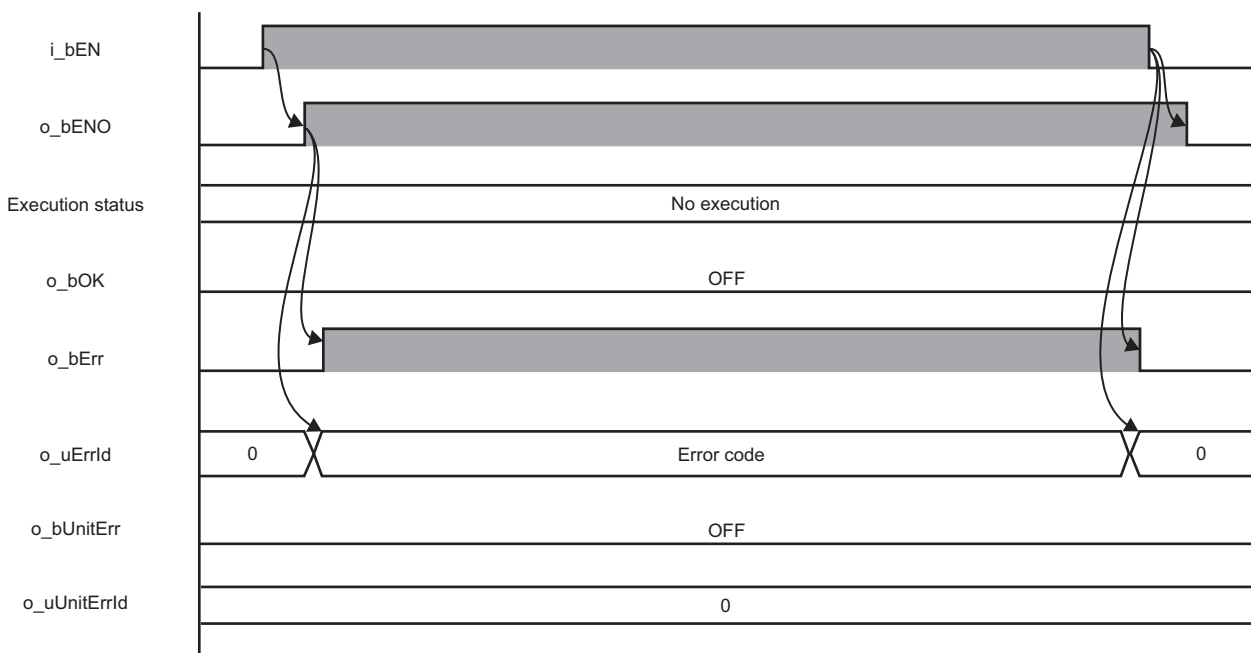 i_bEN
o_bENO
Execution status
No execution
o_bOK
OFF
o_bErr
o_uErrId
0
Error code
0
o_bUnitErr
OFF
o_uUnitErrId
0